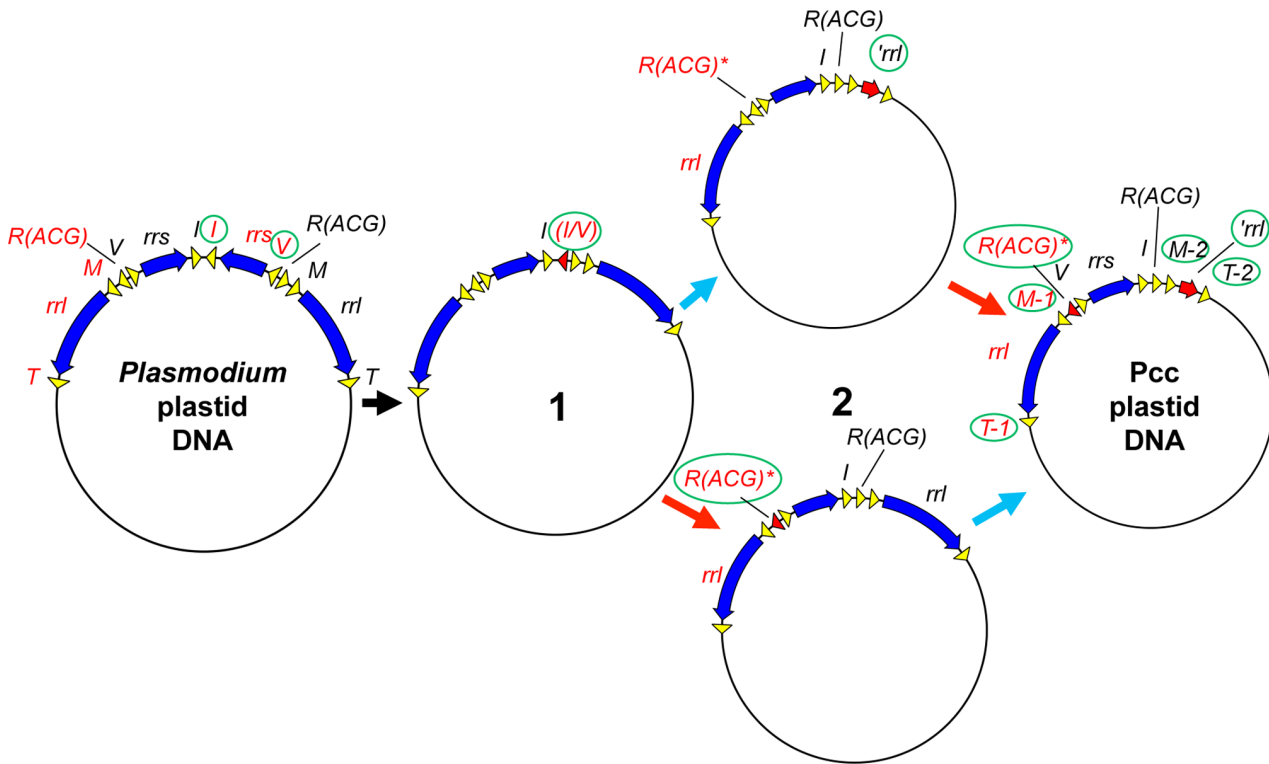 R(ACG)
V
rrs
I
I
rrs
V
R(ACG)
M
M
rrl
rrl
T
T
Plasmodium
plastid
DNA
I
(I/V)
1
R(ACG)*
I
R(ACG)
'rrl
rrl
2
R(ACG)*
I
R(ACG)
rrl
rrl
R(ACG)
R(ACG)*
V
rrs
I
M-2
'rrl
T-2
M-1
rrl
T-1
Pcc
plastid
DNA